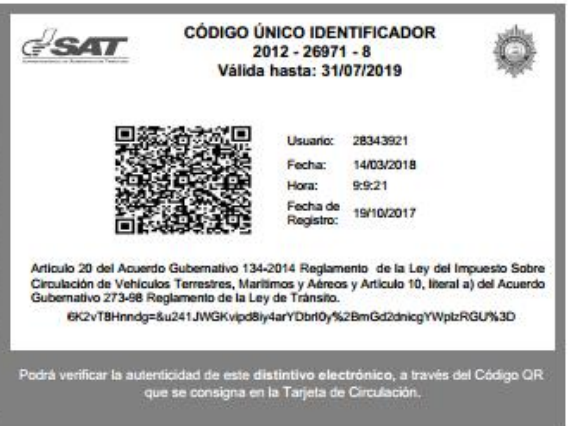 SAT
CÓDIGO ÚNICO IDENTIFICADOR
2012 - 26971 - 8
Válida hasta: 31/07/2019
Usuario: 28343921
Fecha: 14/03/2018
Hora: 9:9:21
Fecha de
Registro: 19/10/2017
Artículo 20 del Acuerdo Gubernativo 134-2014 Reglamento de la Ley del Impuesto Sobre
Circulación de Vehículos Terrestres, Marítimos y Aéreos y Artículo 10, literal a) del Acuerdo
Gubernativo 273-98 Reglamento de la Ley de Tránsito.
6K2vT8Hnndg=&u241JWGKvipd8iy4arYDbrl0y%2BmGd2dnicgYWplzRGU%3D
Podrá verificar la autenticidad de este distintivo electrónico, a través del Código QR
que se consigna en la Tarjeta de Circulación.